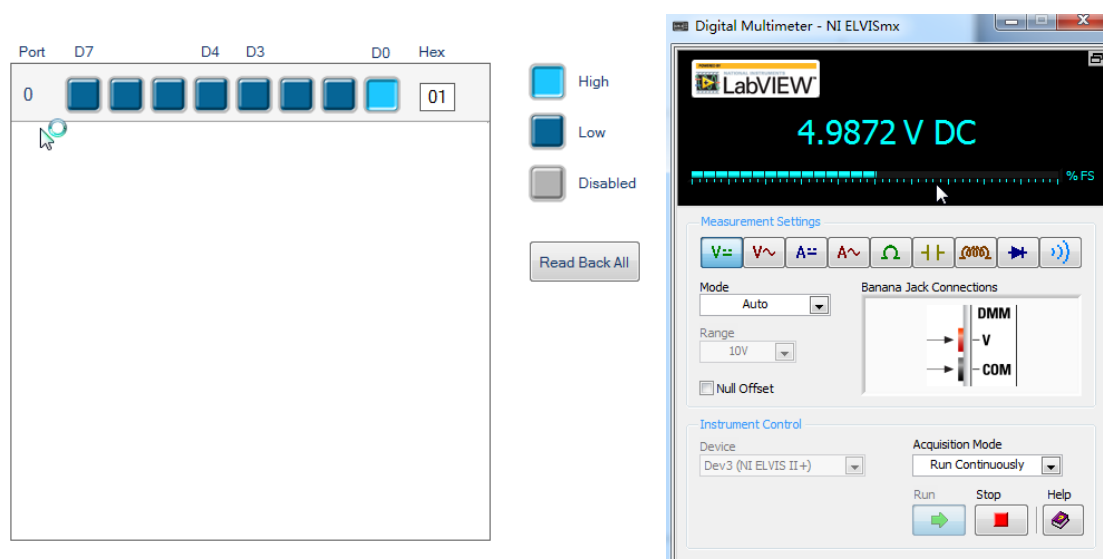 Port D7 D4 D3 D0 Hex
0 01
High
Low
Disabled
Read Back All
Digital Multimeter - NI ELVISmx
LabVIEW™
4.9872 V DC
% FS
Measurement Settings
V V A A Ω
Mode
Auto
Banana Jack Connections
DMM
V
COM
Range
10V
Null Offset
Instrument Control
Device
Dev3 (NI ELVIS II+)
Acquisition Mode
Run Continuously
Run Stop Help